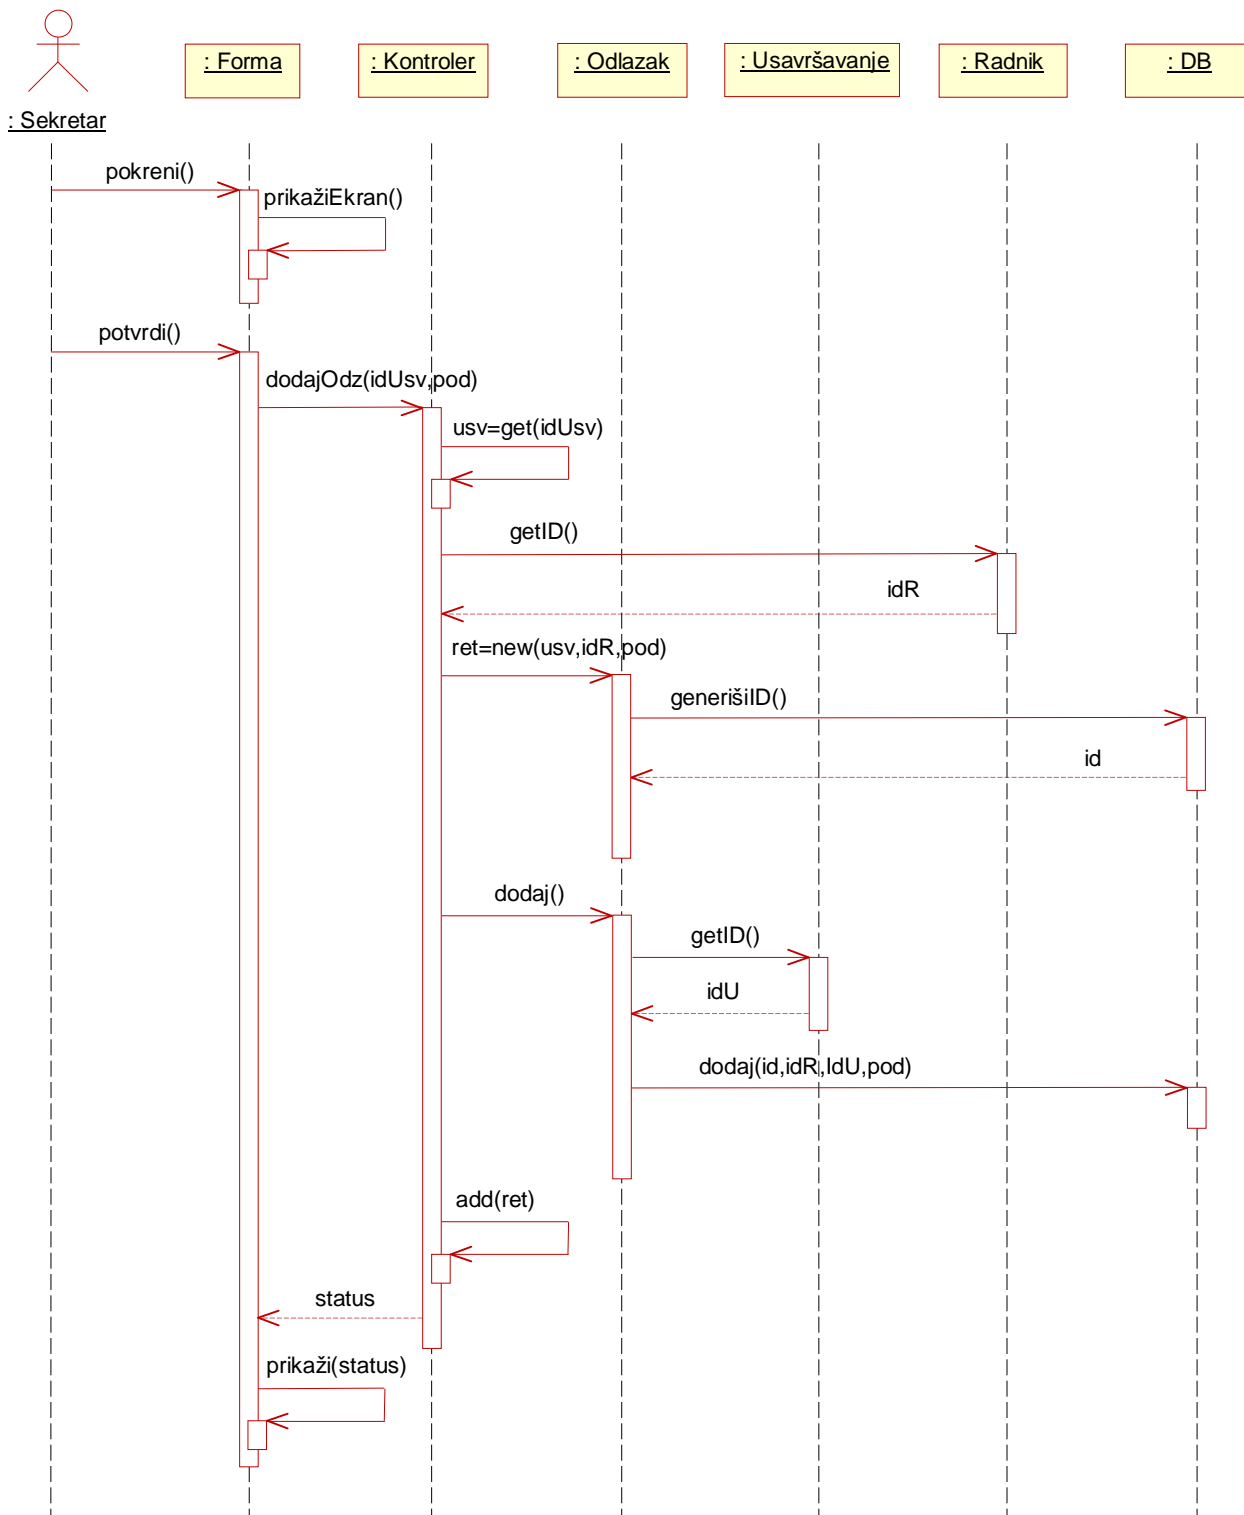 : Forma
: Kontroler
: Odlazak
: Usavršavanje
: Radnik
: DB
: Sekretar
pokreni()
prikažiEkran()
potvrdi()
dodajOdz(idUsv,pod)
usv=get(idUsv)
getID()
idR
ret=new(usv,idR,pod)
generišiID()
id
dodaj()
getID()
idU
dodaj(id,idR,IdU,pod)
add(ret)
status
prikaži(status)